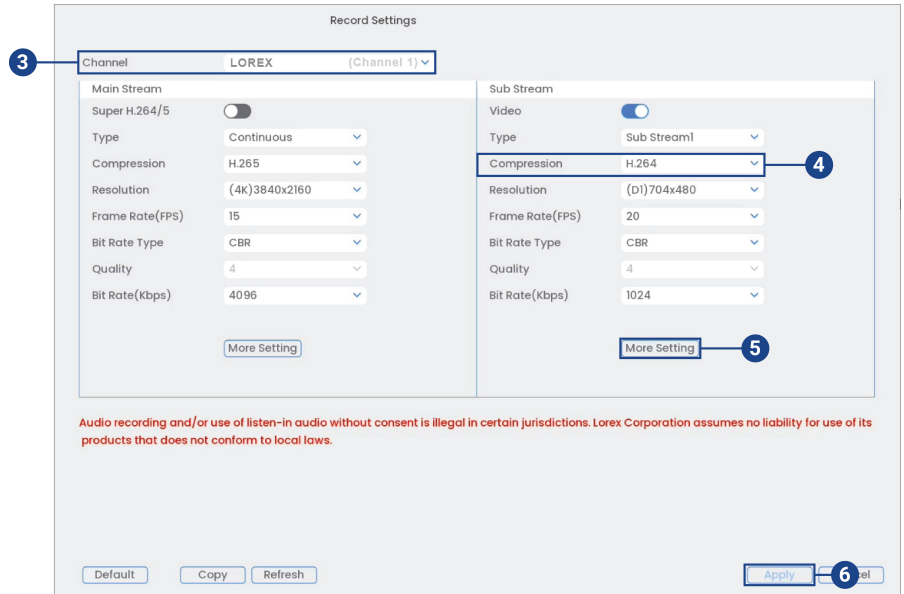 Record Settings
3
Channel LOREX (Channel 1)
Main Stream
Super H.264/5
Type Continuous
Compression H.265
Resolution (4K)3840x2160
Frame Rate(FPS) 15
Bit Rate Type CBR
Quality 4
Bit Rate(Kbps) 4096
More Setting
Sub Stream
Video
Type Sub Stream1
Compression H.264
4
Resolution (D1)704x480
Frame Rate(FPS) 20
Bit Rate Type CBR
Quality 4
Bit Rate(Kbps) 1024
More Setting
5
Audio recording and/or use of listen-in audio without consent is illegal in certain jurisdictions. Lorex Corporation assumes no liability for use of its
products that does not conform to local laws.
Default Copy Refresh Apply 6